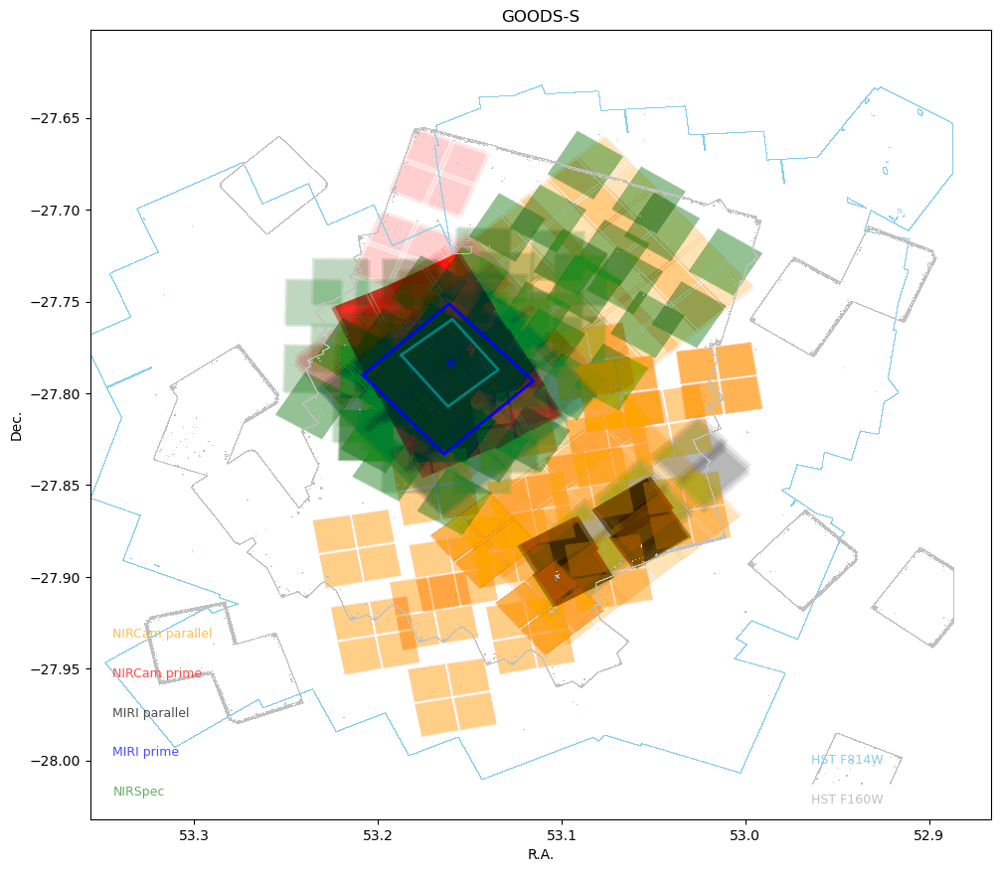 GOODS-S
Dec.
−27.65
−27.70
−27.75
−27.80
−27.85
−27.90
−27.95
−28.00
NIRCam parallel
NIRCam prime
MIRI parallel
MIRI prime
NIRSpec
HST F814W
HST F160W
53.3
53.2
53.1
53.0
52.9
R.A.